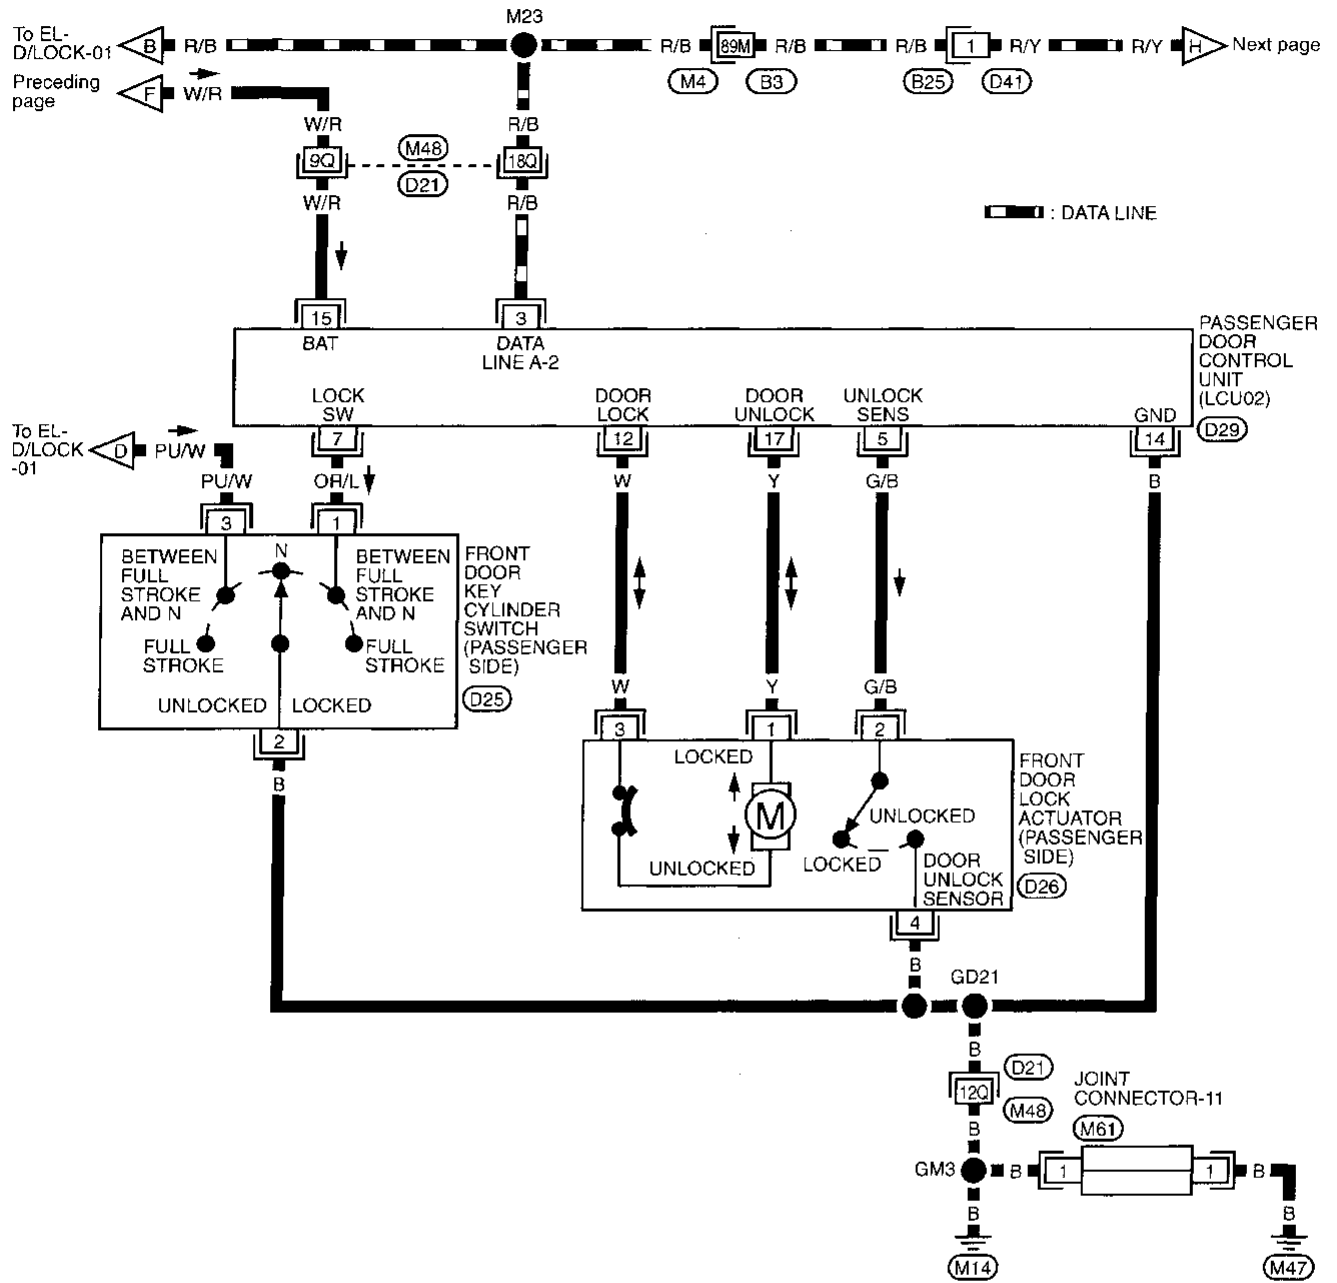 M23
To EL-
D/LOCK-01
B R/B R/B 89M R/B R/B 1 R/Y R/Y H Next page
M4 B3 B25 D41
Preceding
page
F W/R
W/R R/B
9Q M48 18Q
D21
W/R R/B
: DATA LINE
15 3
BAT DATA
LINE A-2
PASSENGER
DOOR
CONTROL
UNIT
(LCU02)
D29
LOCK
SW
DOOR
LOCK
DOOR
UNLOCK
UNLOCK
SENS
GND
7 12 17 5 14
To EL-
D/LOCK
-01
D PU/W
PU/W OR/L W Y G/B B
3 1
BETWEEN
FULL
STROKE
AND N
N
BETWEEN
FULL
STROKE
AND N
FULL
STROKE
FULL
STROKE
UNLOCKED LOCKED
FRONT
DOOR
KEY
CYLINDER
SWITCH
(PASSENGER
SIDE)
D25
2
B
W Y G/B
3 1 2
LOCKED
M
UNLOCKED
UNLOCKED
LOCKED
DOOR
UNLOCK
SENSOR
FRONT
DOOR
LOCK
ACTUATOR
(PASSENGER
SIDE)
D26
4
B
GD21
B
D21
12Q
M48
B
JOINT
CONNECTOR-11
M61
GM3 B 1 1 B
B B
M14 M47